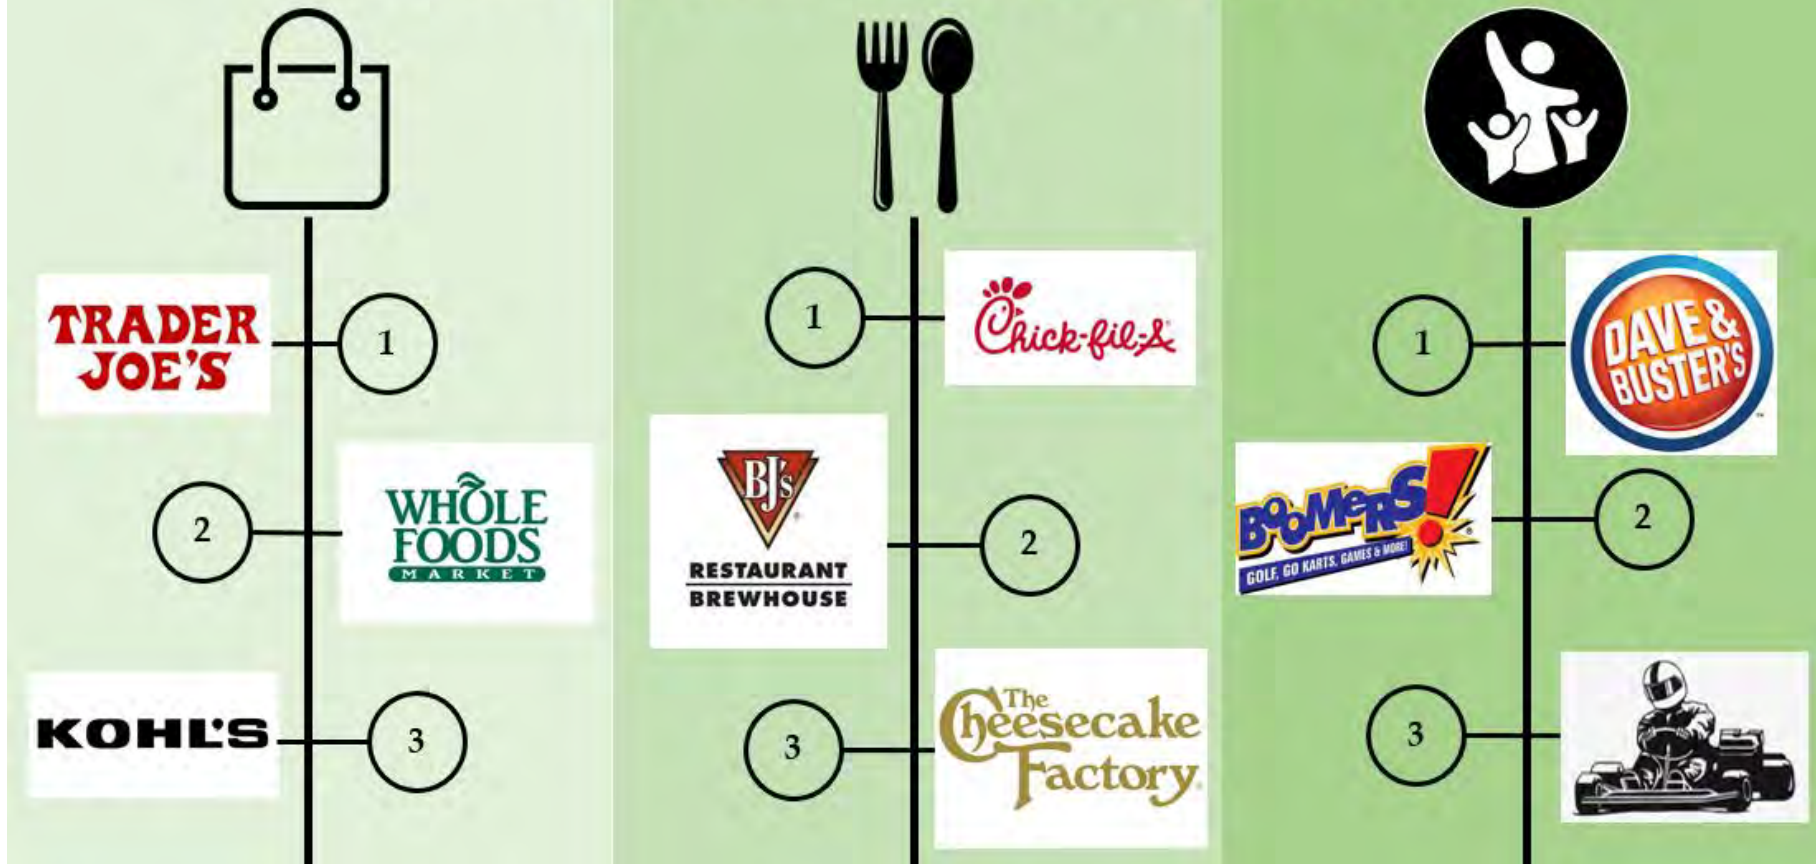 TRADER
JOE'S
1
2
WHOLE
FOODS
MARKET
KOHL'S
3
1
Chick-fil-A
BJ's
RESTAURANT
BREWHOUSE
2
3
The
Cheesecake
Factory
1
DAVE &
BUSTER'S
BOOMERS!
GOLF, GO KARTS, GAMES & MORE!
2
3